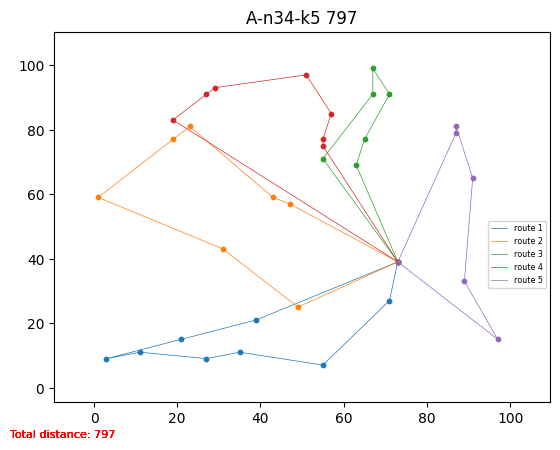 A-n34-k5 797
100
80
60
40
20
0
route 1
route 2
route 3
route 4
route 5
0 20 40 60 80 100
Total distance: 797